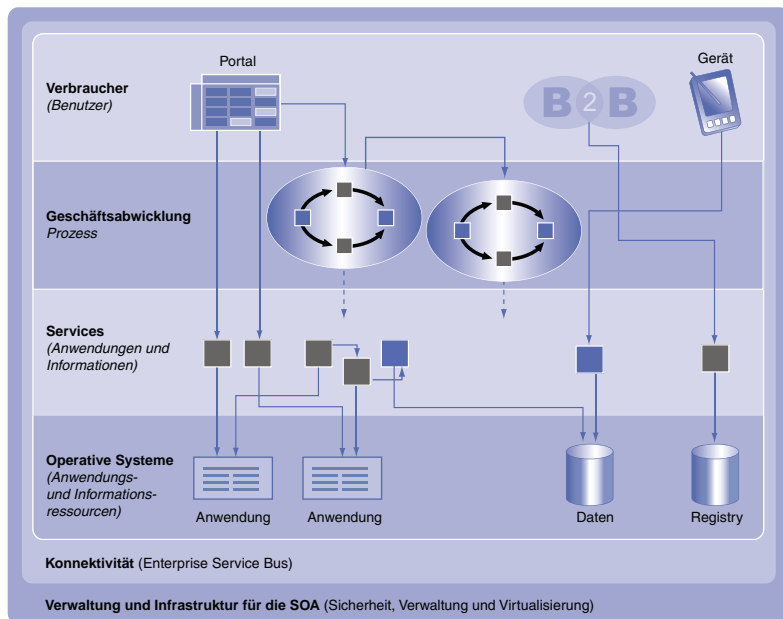 Portal
Gerät
Verbraucher
(Benutzer)
B2B
Geschäftsabwicklung
Prozess
Services
(Anwendungen und
Informationen)
Operative Systeme
(Anwendungs-
und Informations-
ressourcen)
Anwendung
Anwendung
Daten
Registry
Konnektivität (Enterprise Service Bus)
Verwaltung und Infrastruktur für die SOA (Sicherheit, Verwaltung und Virtualisierung)